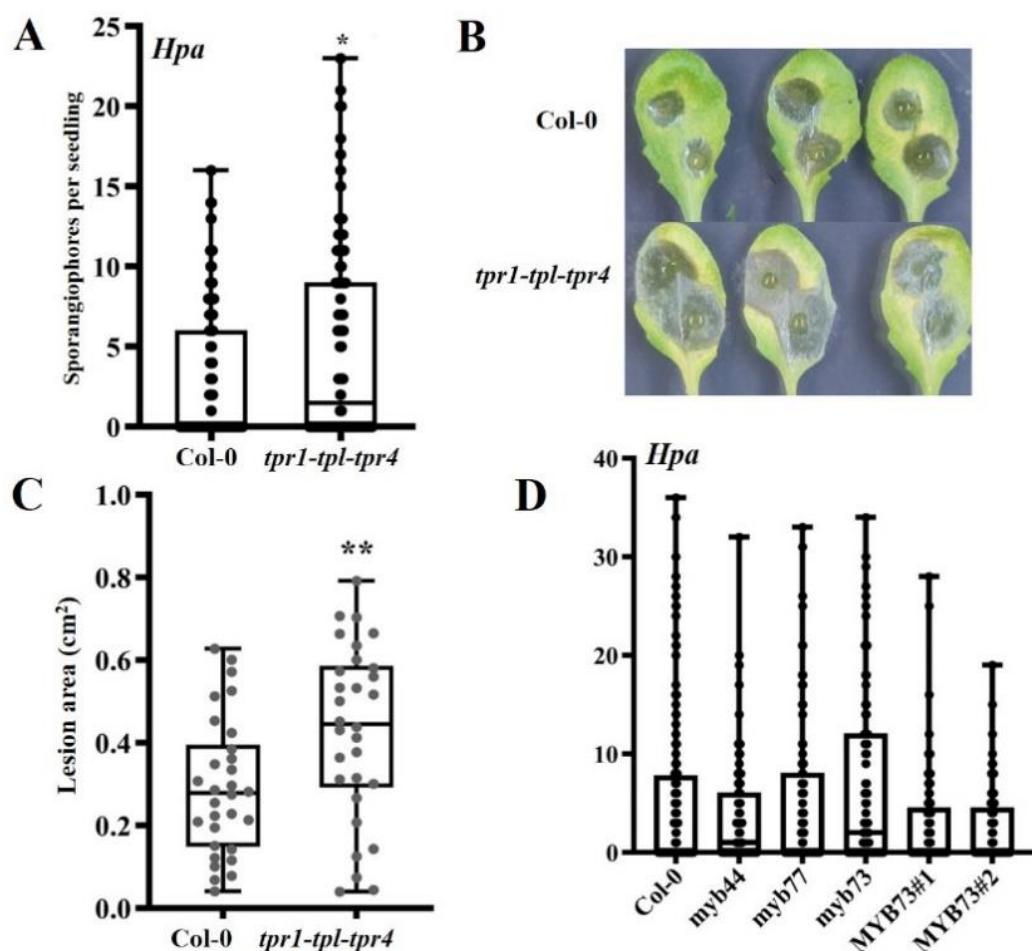 A
Hpa
*
25
20
15
10
5
0
Sporangiophores per seedling
Col-0
tpr1-tpl-tpr4
B
Col-0
tpr1-tpl-tpr4
C
1.0
0.8
0.6
0.4
0.2
0.0
Lesion area (cm²)
**
Col-0
tpr1-tpl-tpr4
D
Hpa
40
30
20
10
0
Col-0
myb44
myb77
myb73
MYB73#1
MYB73#2